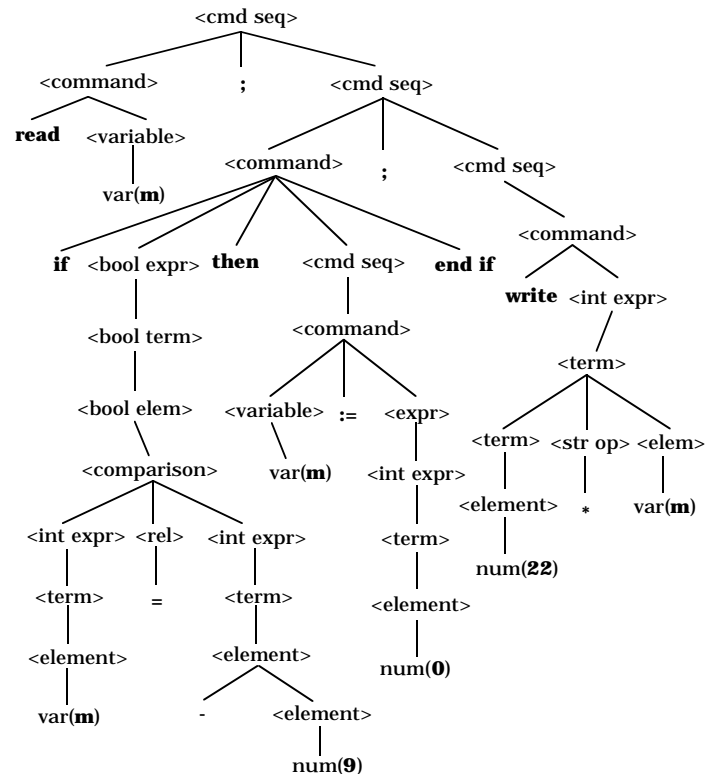 <cmd seq>
<command> ; <cmd seq>
read <variable> <command> ; <cmd seq>
var(m) <command>
if <bool expr> then <cmd seq> end if
write <int expr>
<bool term> <command>
<term>
<bool elem> <variable> := <expr>
<term> <str op> <elem>
<comparison> var(m) <int expr>
<element> * var(m)
<int expr> <rel> <int expr> <term>
num(22)
<term> = <term> <element>
<element> <element>
num(0)
var(m) - <element>
num(9)